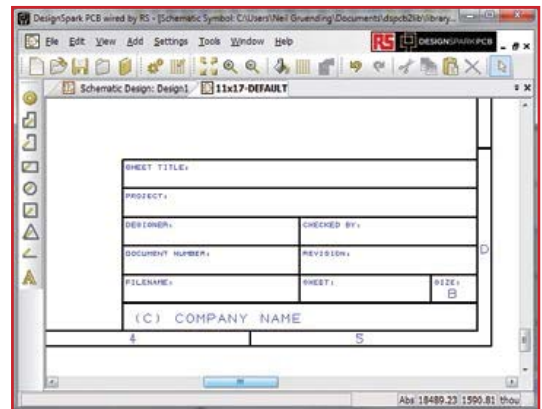 DesignSpark PCB wired by RS - [Schematic Symbol: C:\Users\Neil Gruending\Documents\dspcb2lib\library...
File Edit View Add Settings Tools Window Help
RS DESIGNSPARK PCB
Schematic Design: Design1 11x17-DEFAULT
SHEET TITLE:
PROJECT:
DESIGNER: CHECKED BY:
DOCUMENT NUMBER: REVISION:
D
FILENAME: SHEET: SIZE:
B
(C) COMPANY NAME
4 5
Abs 18489.23 1590.81 thou